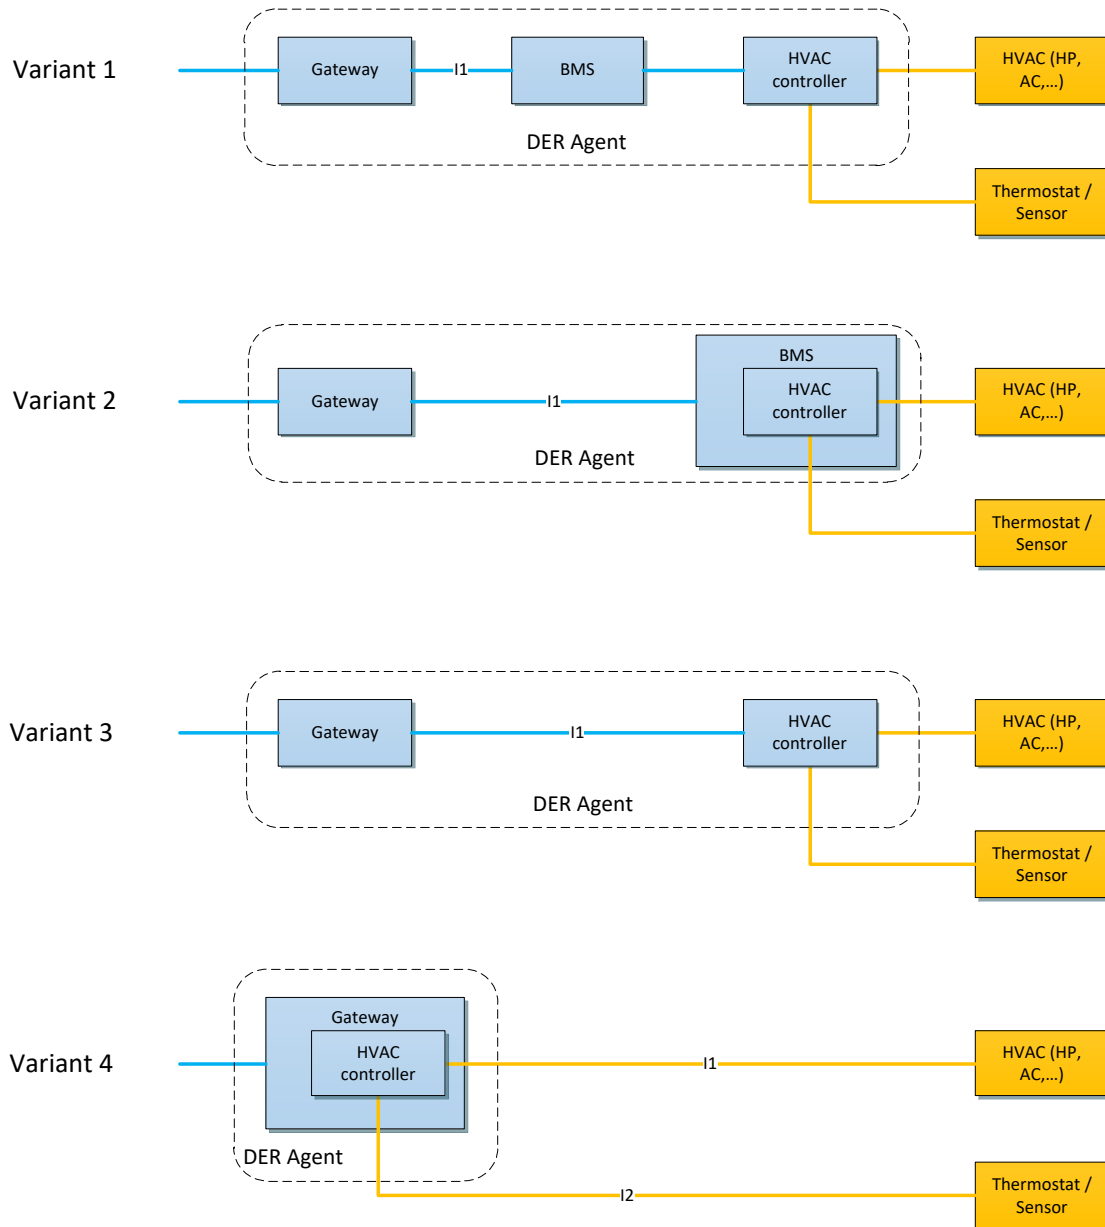 Variant 1
Gateway
I1
BMS
HVAC
controller
HVAC (HP,
AC,...)
DER Agent
Thermostat /
Sensor
Variant 2
Gateway
I1
BMS
HVAC
controller
HVAC (HP,
AC,...)
DER Agent
Thermostat /
Sensor
Variant 3
Gateway
I1
HVAC
controller
HVAC (HP,
AC,...)
DER Agent
Thermostat /
Sensor
Variant 4
Gateway
HVAC
controller
I1
HVAC (HP,
AC,...)
DER Agent
I2
Thermostat /
Sensor